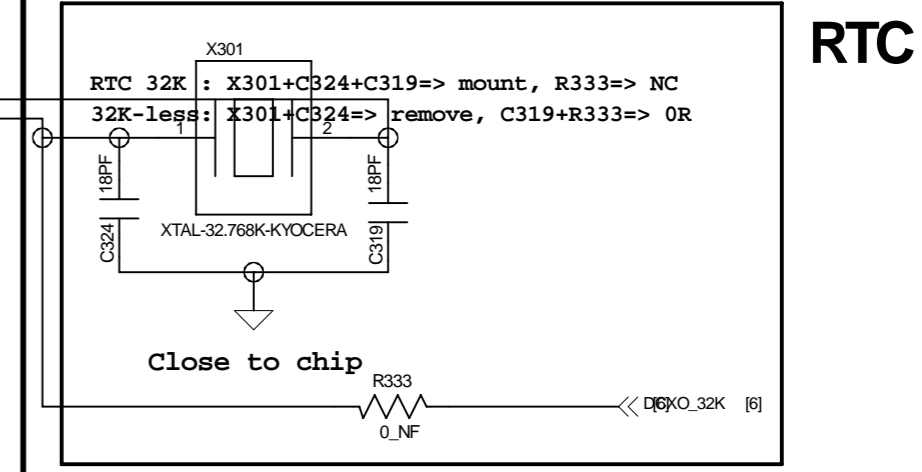 RTC
X301
RTC 32K : X301+C324+C319=> mount, R333=> NC
32K-less: X301+C324=> remove, C319+R333=> 0R
1
2
18PF
18PF
C324
XTAL-32.768K-KYOCERA
C319
Close to chip
R333
[6]
0_NF